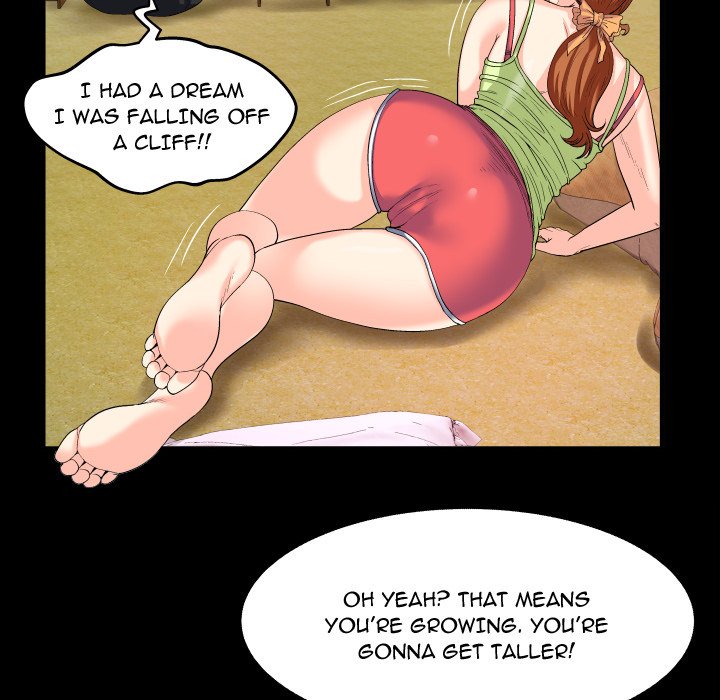 I HAD A DREAM
I WAS FALLING OFF
A CLIFF!!
OH YEAH? THAT MEANS
YOU'RE GROWING. YOU'RE
GONNA GET TALLER!